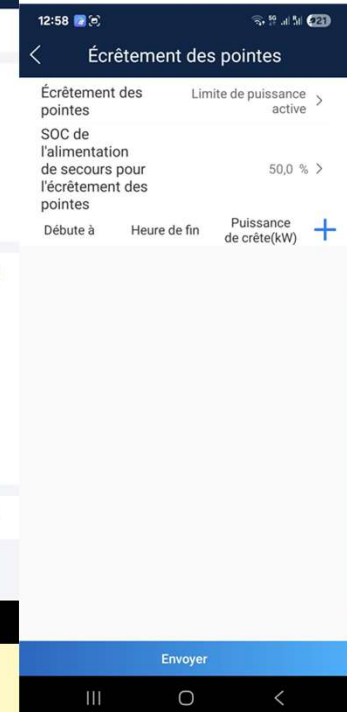 12:58
21
Écrêtement des pointes
Écrêtement des
pointes
Limite de puissance
active
SOC de
l'alimentation
de secours pour
l'écrêtement des
pointes
50,0 %
Débute à
Heure de fin
Puissance
de crête(kW)
Envoyer